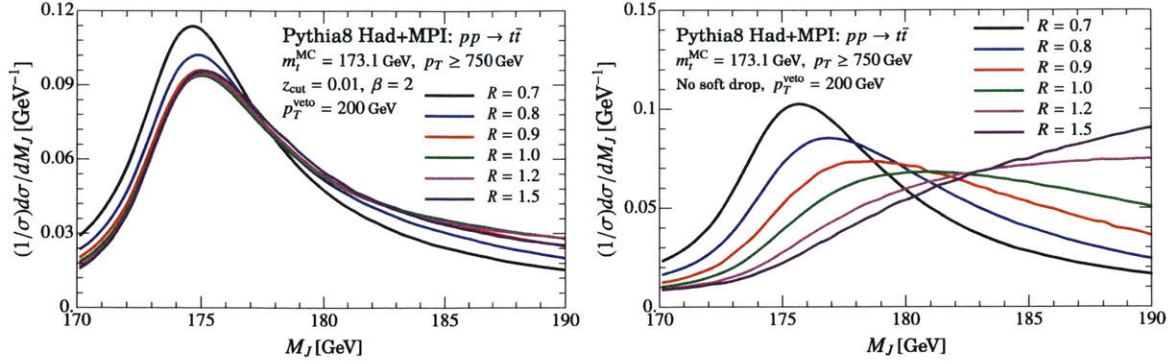 0.12
0.09
0.06
0.03
0.
170
175
180
185
190
M_J [GeV]
(1/σ)dσ/dM_J [GeV⁻¹]
Pythia8 Had+MPI: pp → tt̄
m_t^MC = 173.1 GeV, p_T ≥ 750 GeV
z_cut = 0.01, β = 2
p_T^veto = 200 GeV
R = 0.7
R = 0.8
R = 0.9
R = 1.0
R = 1.2
R = 1.5
0.15
0.10
0.05
0.
170
175
180
185
190
M_J [GeV]
(1/σ)dσ/dM_J [GeV⁻¹]
Pythia8 Had+MPI: pp → tt̄
m_t^MC = 173.1 GeV, p_T ≥ 750 GeV
No soft drop, p_T^veto = 200 GeV
R = 0.7
R = 0.8
R = 0.9
R = 1.0
R = 1.2
R = 1.5